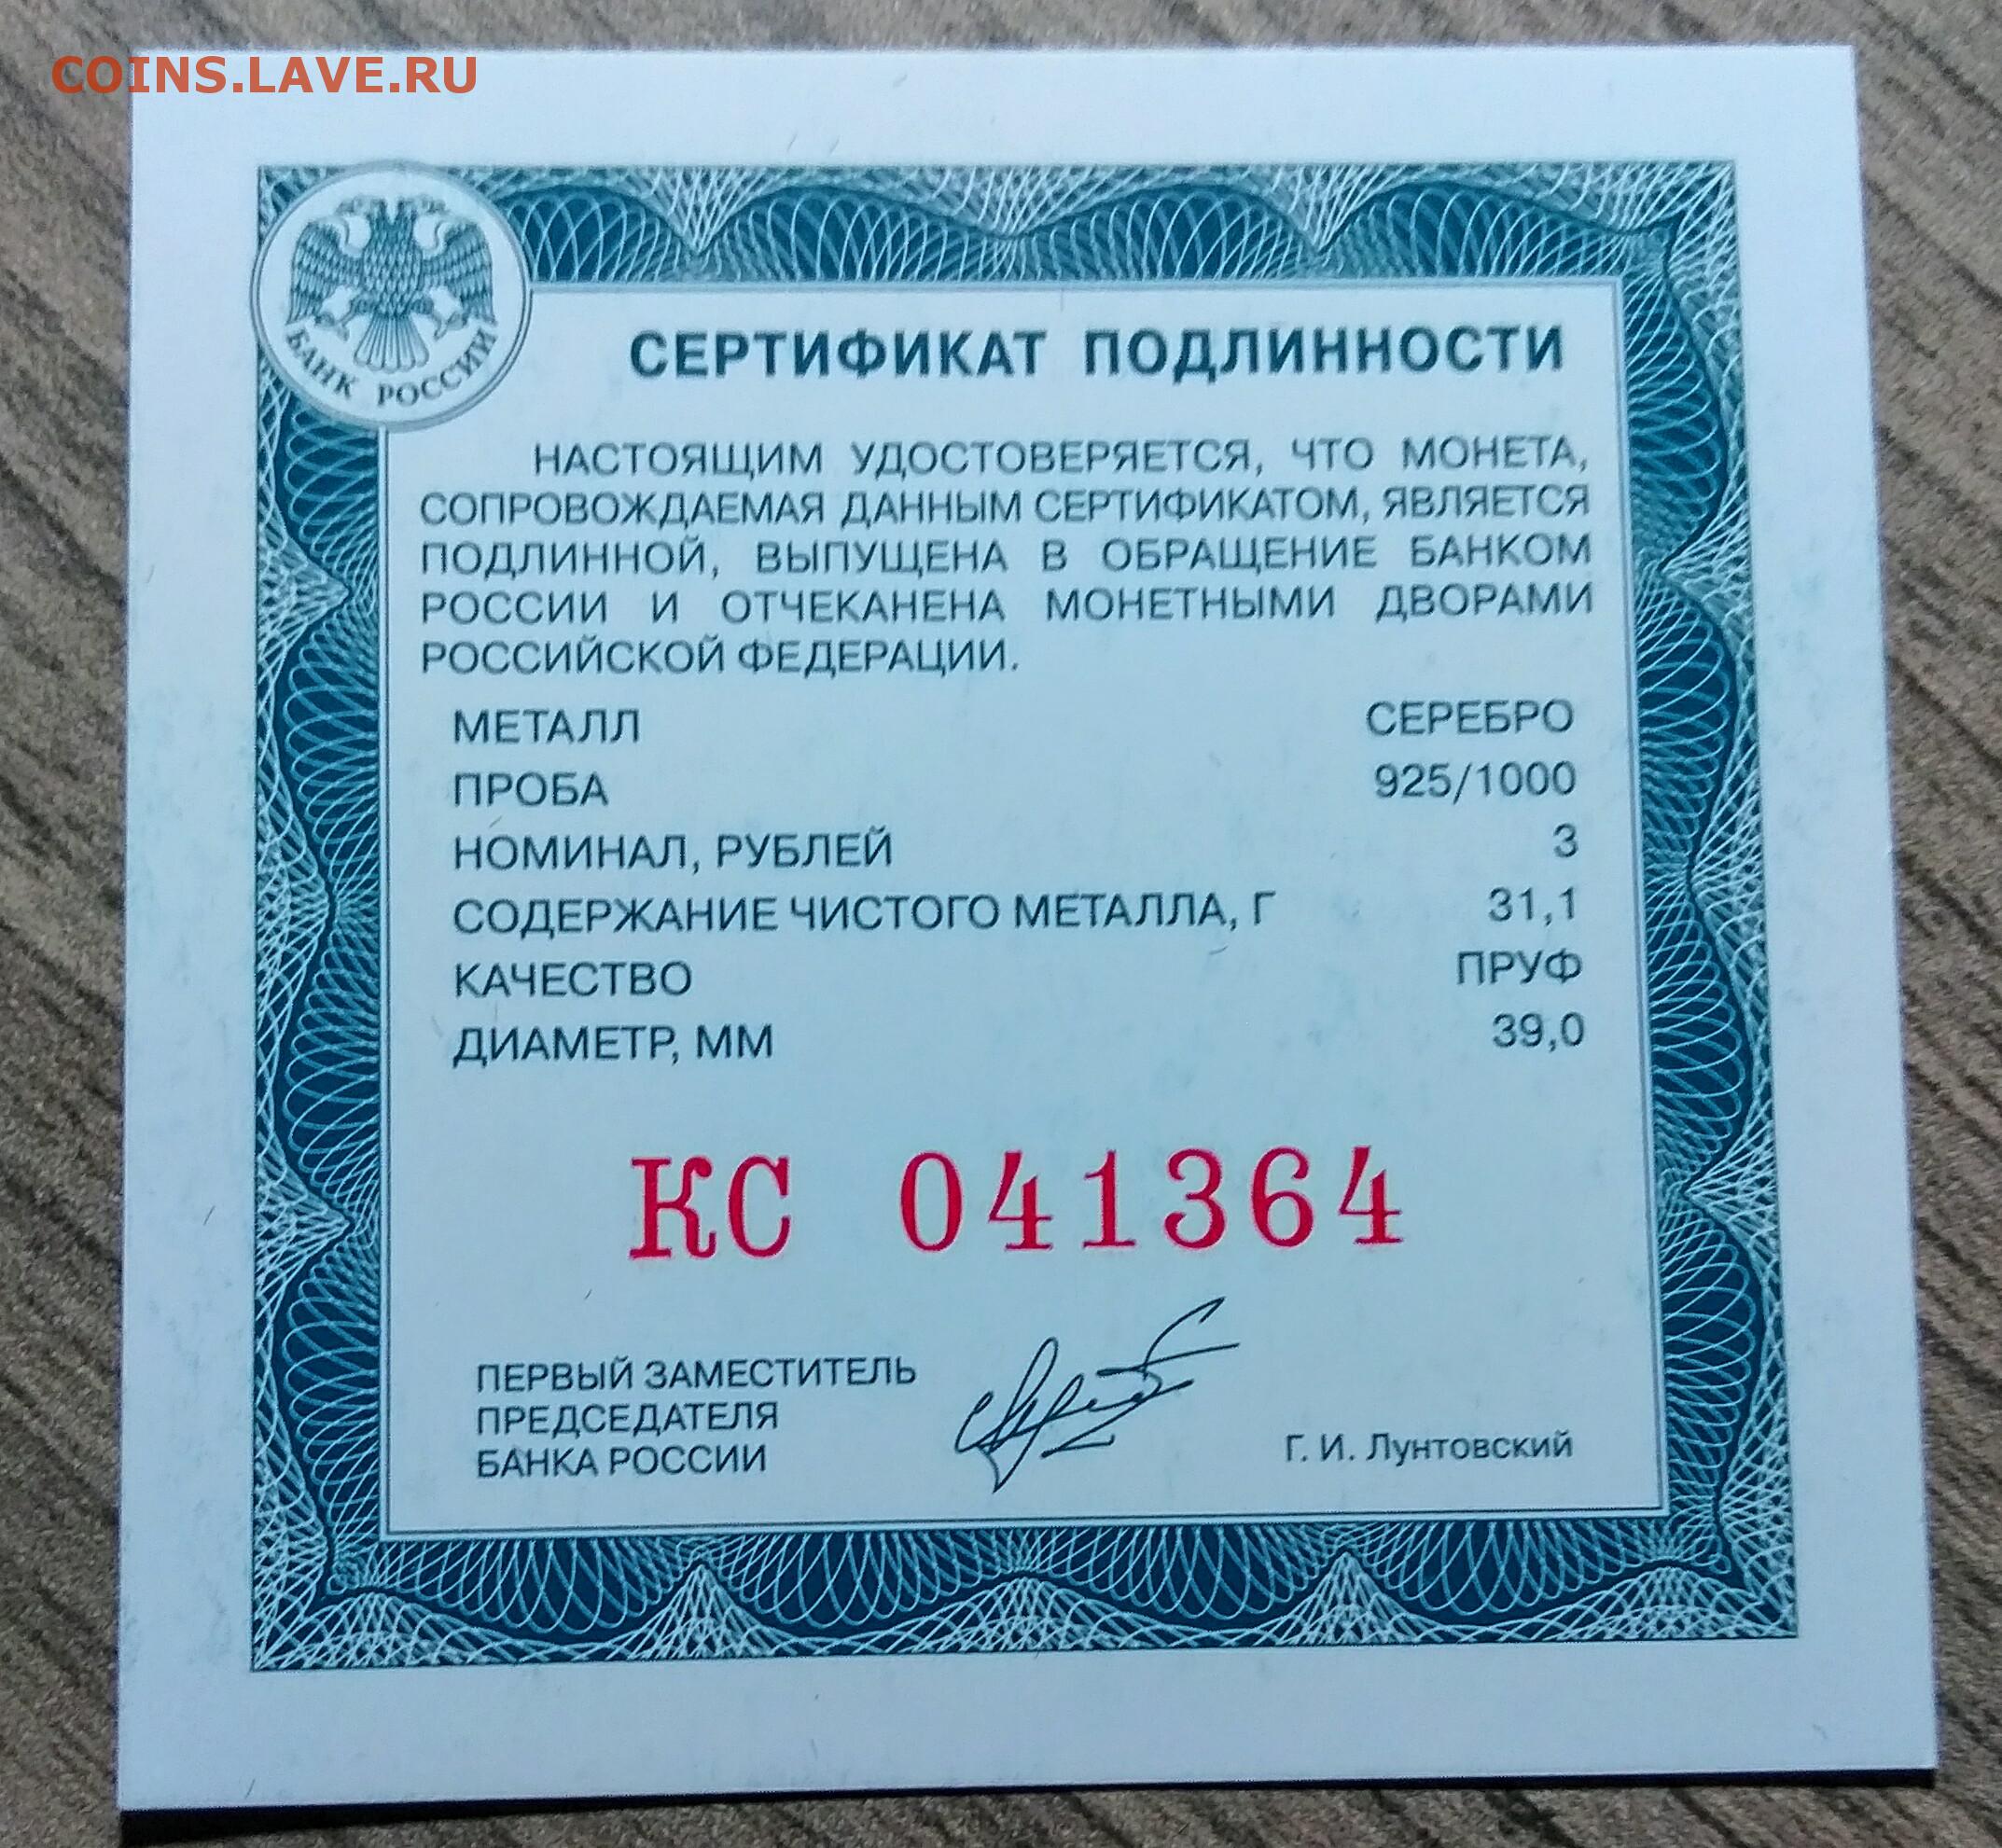 COINS.LAVE.RU
БАНК РОССИИ
СЕРТИФИКАТ ПОДЛИННОСТИ
НАСТОЯЩИМ УДОСТОВЕРЯЕТСЯ, ЧТО МОНЕТА,
СОПРОВОЖДАЕМАЯ ДАННЫМ СЕРТИФИКАТОМ, ЯВЛЯЕТСЯ
ПОДЛИННОЙ, ВЫПУЩЕНА В ОБРАЩЕНИЕ БАНКОМ
РОССИИ И ОТЧЕКАНЕНА МОНЕТНЫМИ ДВОРАМИ
РОССИЙСКОЙ ФЕДЕРАЦИИ.
МЕТАЛЛ СЕРЕБРО
ПРОБА 925/1000
НОМИНАЛ, РУБЛЕЙ 3
СОДЕРЖАНИЕ ЧИСТОГО МЕТАЛЛА, Г 31,1
КАЧЕСТВО ПРУФ
ДИАМЕТР, ММ 39,0
КС 041364
ПЕРВЫЙ ЗАМЕСТИТЕЛЬ
ПРЕДСЕДАТЕЛЯ
БАНКА РОССИИ
Г. И. Лунтовский